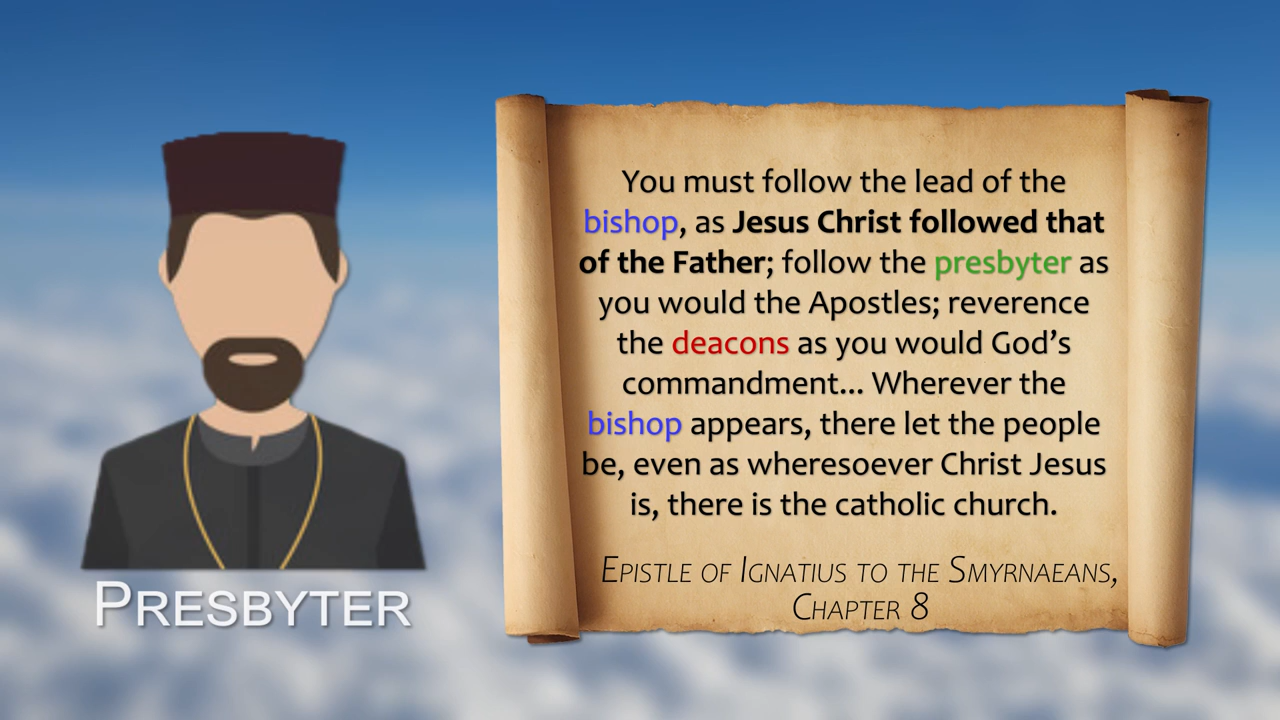 You must follow the lead of the
bishop, as Jesus Christ followed that
of the Father; follow the presbyter as
you would the Apostles; reverence
the deacons as you would God’s
commandment... Wherever the
bishop appears, there let the people
be, even as wheresoever Christ Jesus
is, there is the catholic church.
Epistle of Ignatius to the Smyrnaeans,
Chapter 8
Presbyter